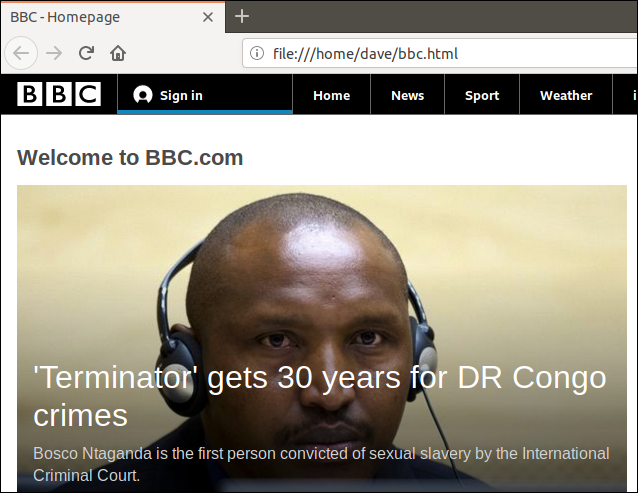 BBC - Homepage
file:///home/dave/bbc.html
BBC Sign in Home News Sport Weather i
Welcome to BBC.com
'Terminator' gets 30 years for DR Congo
crimes
Bosco Ntaganda is the first person convicted of sexual slavery by the International
Criminal Court.